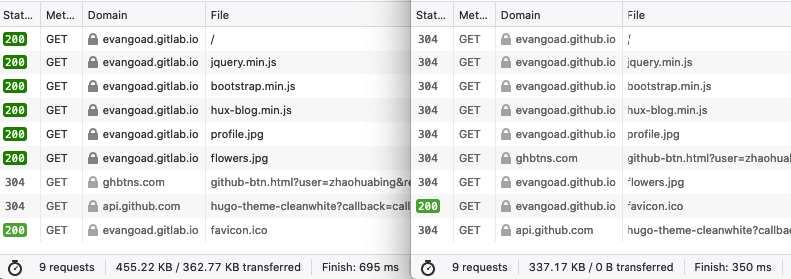 Stat... Met... Domain File
200 GET evangoad.gitlab.io /
200 GET evangoad.gitlab.io jquery.min.js
200 GET evangoad.gitlab.io bootstrap.min.js
200 GET evangoad.gitlab.io hux-blog.min.js
200 GET evangoad.gitlab.io profile.jpg
200 GET evangoad.gitlab.io flowers.jpg
304 GET ghbtns.com github-btn.html?user=zhaohuabing&re
304 GET api.github.com hugo-theme-cleanwhite?callback=call
200 GET evangoad.gitlab.io favicon.ico
9 requests 455.22 KB / 362.77 KB transferred Finish: 695 ms
Stat... Met... Domain File
304 GET evangoad.github.io /
304 GET evangoad.github.io jquery.min.js
304 GET evangoad.github.io bootstrap.min.js
304 GET evangoad.github.io hux-blog.min.js
304 GET evangoad.github.io profile.jpg
304 GET ghbtns.com github-btn.html?user=zhaohuab
304 GET evangoad.github.io flowers.jpg
200 GET evangoad.github.io favicon.ico
304 GET api.github.com hugo-theme-cleanwhite?callba
9 requests 337.17 KB / 0 B transferred Finish: 350 ms